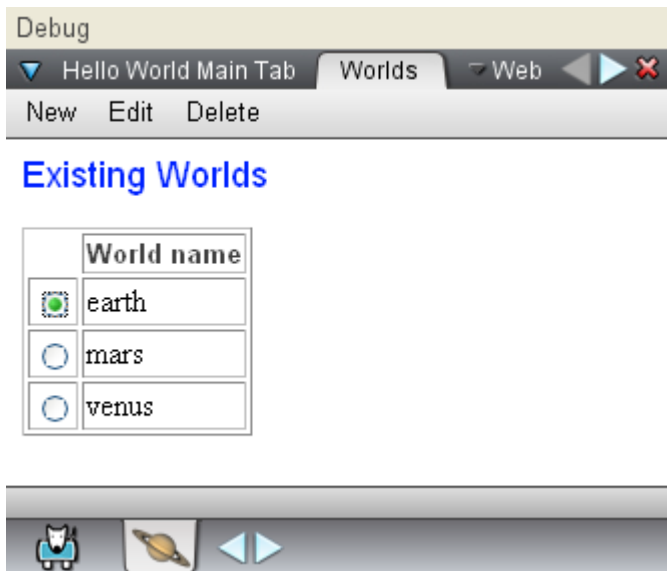 Debug
Hello World Main Tab Worlds Web
New Edit Delete
Existing Worlds
World name
earth
mars
venus